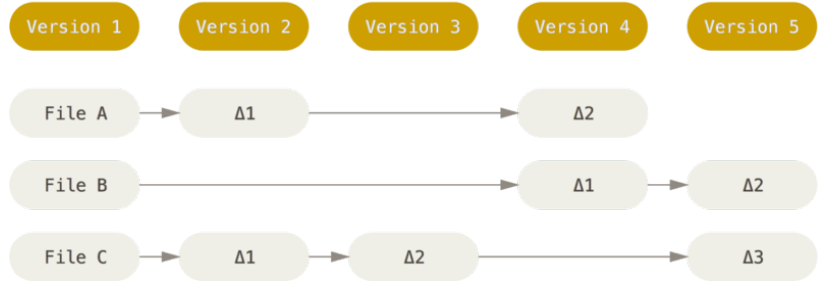 Version 1 Version 2 Version 3 Version 4 Version 5
File A Δ1 Δ2
File B Δ1 Δ2
File C Δ1 Δ2 Δ3